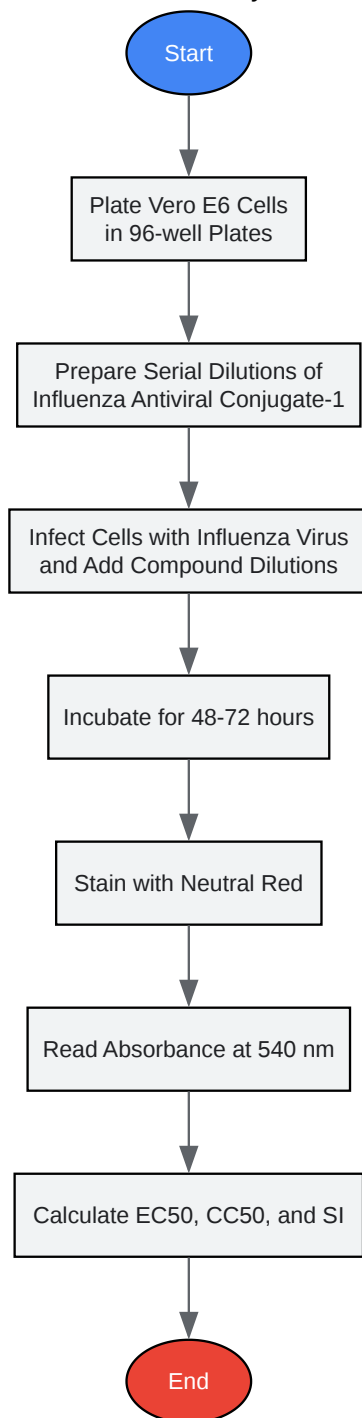 Start
Plate Vero E6 Cells
in 96-well Plates
Prepare Serial Dilutions of
Influenza Antiviral Conjugate-1
Infect Cells with Influenza Virus
and Add Compound Dilutions
Incubate for 48-72 hours
Stain with Neutral Red
Read Absorbance at 540 nm
Calculate EC50, CC50, and SI
End